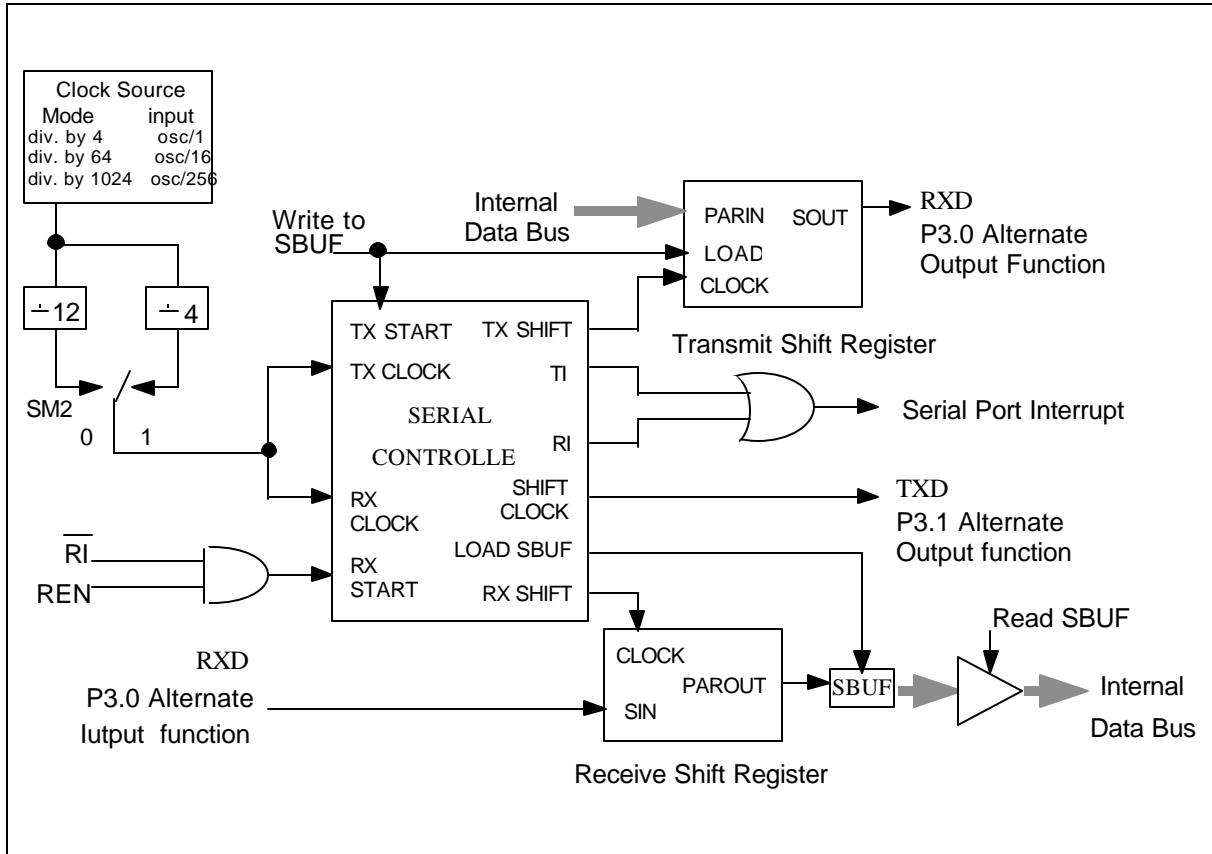 Clock Source
Mode input
div. by 4 osc/1
div. by 64 osc/16
div. by 1024 osc/256
÷12
÷4
SM2
0 1
Write to
SBUF
Internal
Data Bus
PARIN SOUT
LOAD
CLOCK
RXD
P3.0 Alternate
Output Function
Transmit Shift Register
TX START TX SHIFT
TX CLOCK TI
SERIAL
RI
CONTROLLE
RX
CLOCK
SHIFT
CLOCK
LOAD SBUF
RX
START
RX SHIFT
Serial Port Interrupt
TXD
P3.1 Alternate
Output function
RI
REN
RXD
P3.0 Alternate
Iutput function
CLOCK
PAROUT
SIN
Receive Shift Register
SBUF
Read SBUF
Internal
Data Bus